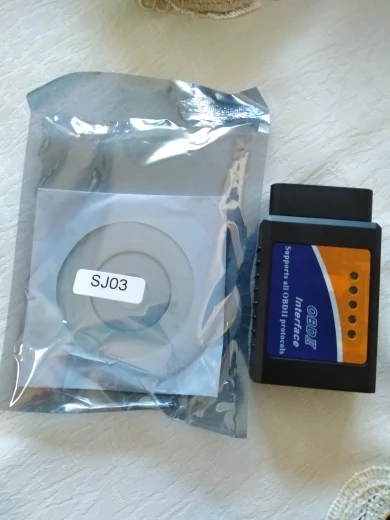 SJ03
OBDII
Interface
Supports all OBDII protocols